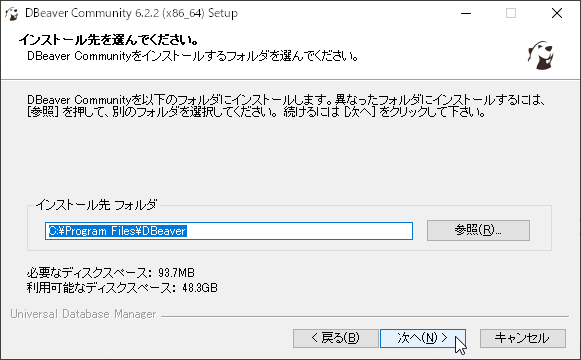 DBeaver Community 6.2.2 (x86_64) Setup
インストール先を選んでください。
DBeaver Communityをインストールするフォルダを選んでください。
DBeaver Communityを以下のフォルダにインストールします。異なったフォルダにインストールするには、
[参照] を押して、別のフォルダを選択してください。 続けるには [次へ] をクリックして下さい。
インストール先 フォルダ
C:¥Program Files¥DBeaver
参照(R)...
必要なディスクスペース: 93.7MB
利用可能なディスクスペース: 48.3GB
Universal Database Manager
< 戻る(B) 次へ(N) > キャンセル